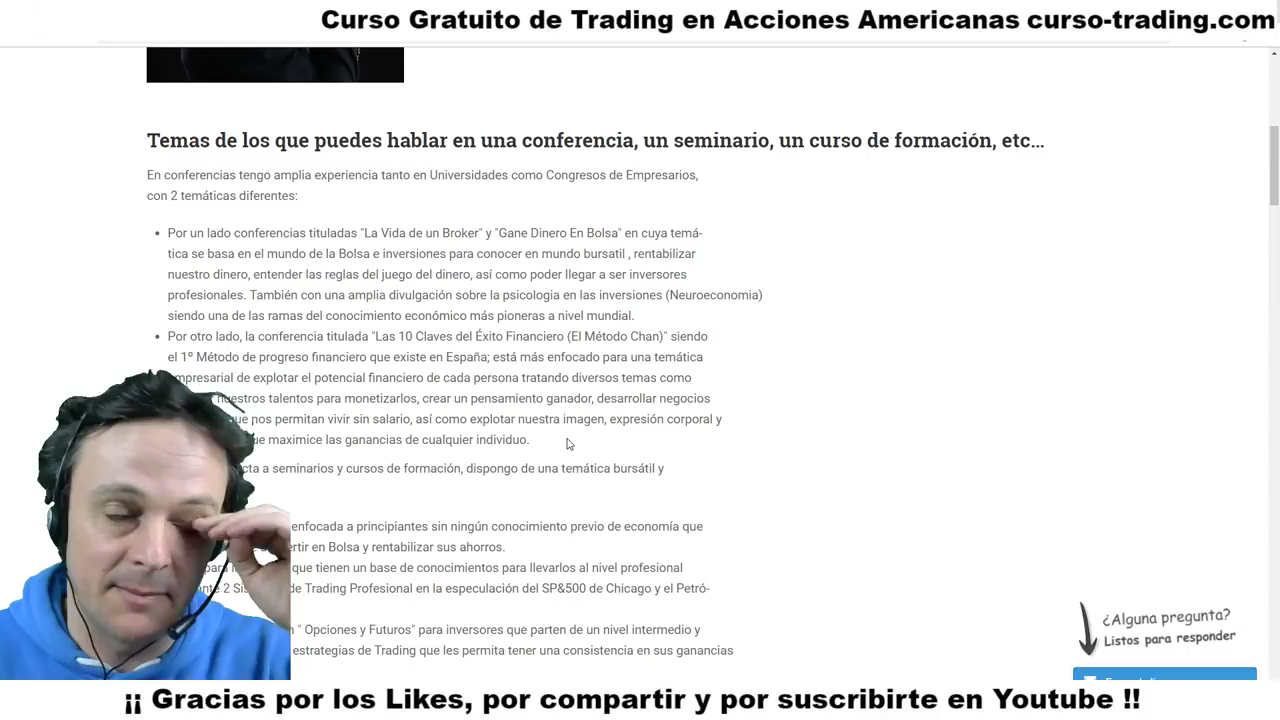 Curso Gratuito de Trading en Acciones Americanas curso-trading.com
Temas de los que puedes hablar en una conferencia, un seminario, un curso de formación, etc...
En conferencias tengo amplia experiencia tanto en Universidades como Congresos de Empresarios,
con 2 temáticas diferentes:
• Por un lado conferencias tituladas "La Vida de un Broker" y "Gane Dinero En Bolsa" en cuya temá-
tica se basa en el mundo de la Bolsa e inversiones para conocer en mundo bursatil , rentabilizar
nuestro dinero, entender las reglas del juego del dinero, así como poder llegar a ser inversores
profesionales. También con una amplia divulgación sobre la psicologia en las inversiones (Neuroeconomia)
siendo una de las ramas del conocimiento económico más pioneras a nivel mundial.
• Por otro lado, la conferencia titulada "Las 10 Claves del Éxito Financiero (El Método Chan)" siendo
el 1º Método de progreso financiero que existe en España; está más enfocado para una temática
empresarial de explotar el potencial financiero de cada persona tratando diversos temas como
nuestros talentos para monetizarlos, crear un pensamiento ganador, desarrollar negocios
que nos permitan vivir sin salario, así como explotar nuestra imagen, expresión corporal y
maximice las ganancias de cualquier individuo.
a seminarios y cursos de formación, dispongo de una temática bursátil y
enfocada a principiantes sin ningún conocimiento previo de economía que
en Bolsa y rentabilizar sus ahorros.
que tienen un base de conocimientos para llevarlos al nivel profesional
2 de Trading Profesional en la especulación del SP&500 de Chicago y el Petró-
" Opciones y Futuros" para inversores que parten de un nivel intermedio y
estrategias de Trading que les permita tener una consistencia en sus ganancias
¿Alguna pregunta?
Listos para responder
¡¡ Gracias por los Likes, por compartir y por suscribirte en Youtube !!